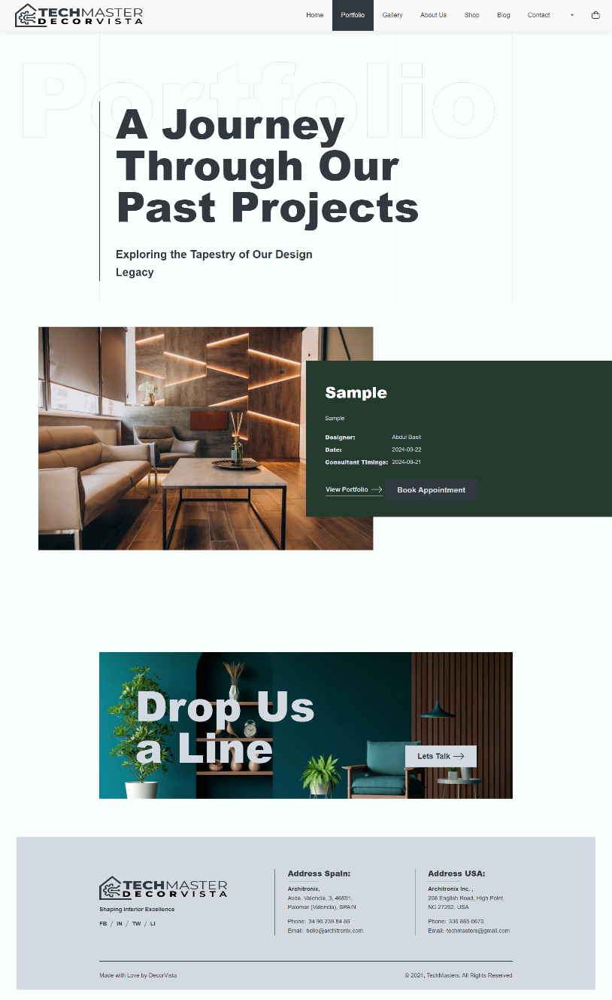 TECHMASTER
DECORVISTA
Home Portfolio Gallery About Us Shop Blog Contact
Portfolio
A Journey
Through Our
Past Projects
Exploring the Tapestry of Our Design
Legacy
Sample
Sample
Designer: Abdul Basit
Date: 2024-09-22
Consultant Timings: 2024-09-21
View Portfolio
Book Appointment
Drop Us
a Line
Lets Talk
TECHMASTER
DECORVISTA
Shaping Interior Excellence
FB / IN / TW / LI
Address Spain:
Architronix,
Avda. Valencia, 3, 46891,
Palomar (Valencia), SPAIN
Phone: 34 96 239 84 86
Email: hello@architronix.com
Address USA:
Architronix Inc. ,
208 English Road, High Point,
NC 27262, USA
Phone: 336 885 6670
Email: techmasters@gmail.com
Made with Love by DecorVista
© 2024, TechMasters, All Rights Reserved